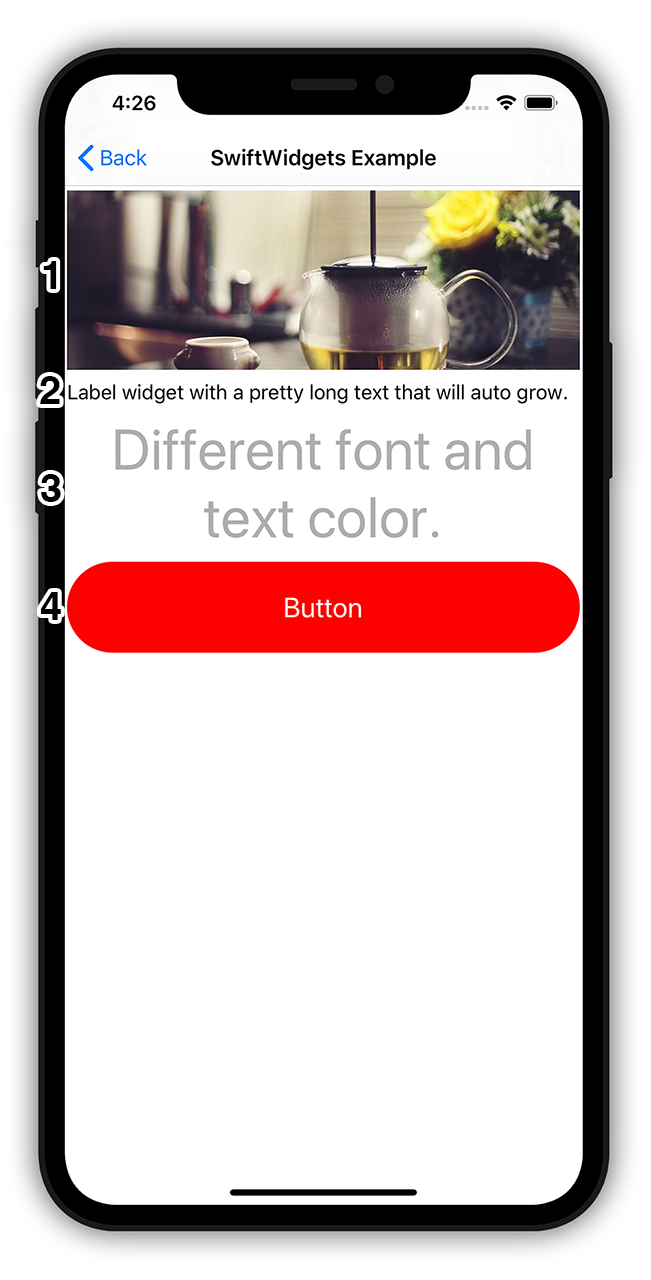 4:26
Back
SwiftWidgets Example
1
2
Label widget with a pretty long text that will auto grow.
3
Different font and
text color.
4
Button